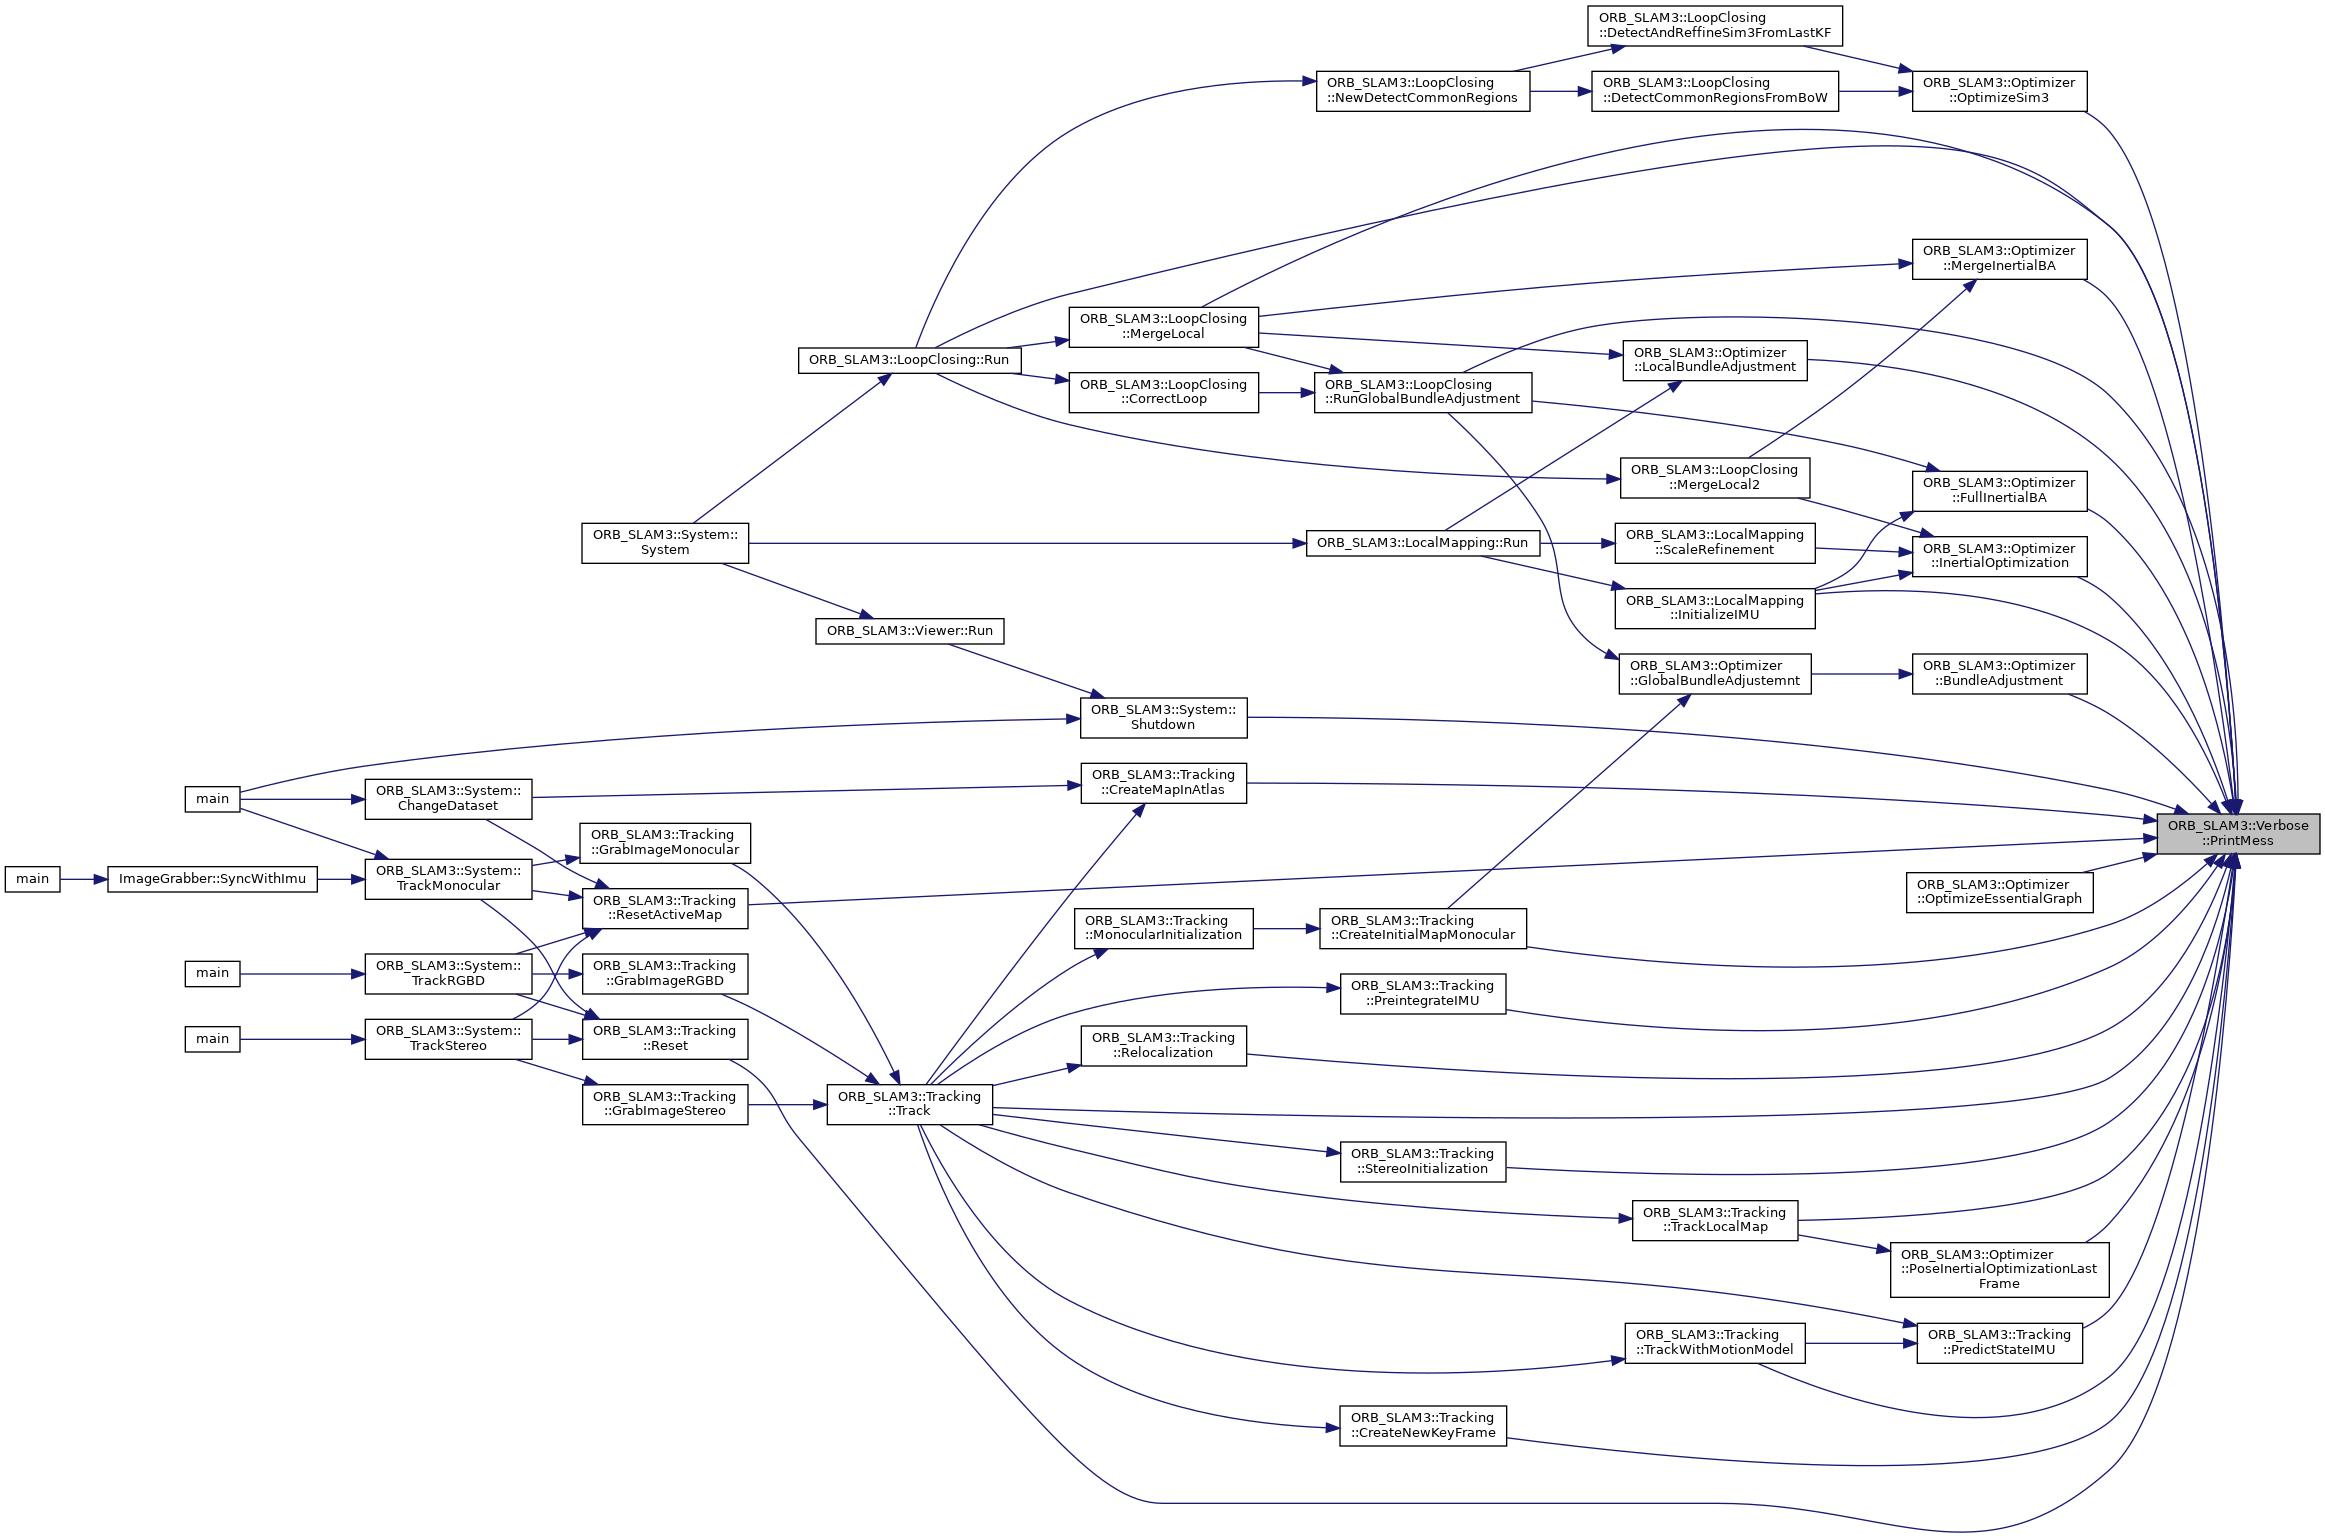 ORB_SLAM3::LoopClosing
::DetectAndReffineSim3FromLastKF
ORB_SLAM3::LoopClosing
::NewDetectCommonRegions
ORB_SLAM3::LoopClosing
::DetectCommonRegionsFromBoW
ORB_SLAM3::Optimizer
::OptimizeSim3
ORB_SLAM3::Optimizer
::MergeInertialBA
ORB_SLAM3::LoopClosing
::MergeLocal
ORB_SLAM3::LoopClosing::Run
ORB_SLAM3::Optimizer
::LocalBundleAdjustment
ORB_SLAM3::LoopClosing
::CorrectLoop
ORB_SLAM3::LoopClosing
::RunGlobalBundleAdjustment
ORB_SLAM3::LoopClosing
::MergeLocal2
ORB_SLAM3::Optimizer
::FullInertialBA
ORB_SLAM3::System::
System
ORB_SLAM3::LocalMapping::Run
ORB_SLAM3::LocalMapping
::ScaleRefinement
ORB_SLAM3::Optimizer
::InertialOptimization
ORB_SLAM3::LocalMapping
::InitializeIMU
ORB_SLAM3::Viewer::Run
ORB_SLAM3::Optimizer
::GlobalBundleAdjustemnt
ORB_SLAM3::Optimizer
::BundleAdjustment
ORB_SLAM3::System::
Shutdown
main
ORB_SLAM3::System::
ChangeDataset
ORB_SLAM3::Tracking
::CreateMapInAtlas
ORB_SLAM3::Tracking
::GrabImageMonocular
ORB_SLAM3::Verbose
::PrintMess
main
ImageGrabber::SyncWithImu
ORB_SLAM3::System::
TrackMonocular
ORB_SLAM3::Tracking
::ResetActiveMap
ORB_SLAM3::Optimizer
::OptimizeEssentialGraph
ORB_SLAM3::Tracking
::MonocularInitialization
ORB_SLAM3::Tracking
::CreateInitialMapMonocular
main
ORB_SLAM3::System::
TrackRGBD
ORB_SLAM3::Tracking
::GrabImageRGBD
ORB_SLAM3::Tracking
::PreintegrateIMU
main
ORB_SLAM3::System::
TrackStereo
ORB_SLAM3::Tracking
::Reset
ORB_SLAM3::Tracking
::Relocalization
ORB_SLAM3::Tracking
::GrabImageStereo
ORB_SLAM3::Tracking
::Track
ORB_SLAM3::Tracking
::StereoInitialization
ORB_SLAM3::Tracking
::TrackLocalMap
ORB_SLAM3::Optimizer
::PoseInertialOptimizationLast
Frame
ORB_SLAM3::Tracking
::TrackWithMotionModel
ORB_SLAM3::Tracking
::PredictStateIMU
ORB_SLAM3::Tracking
::CreateNewKeyFrame